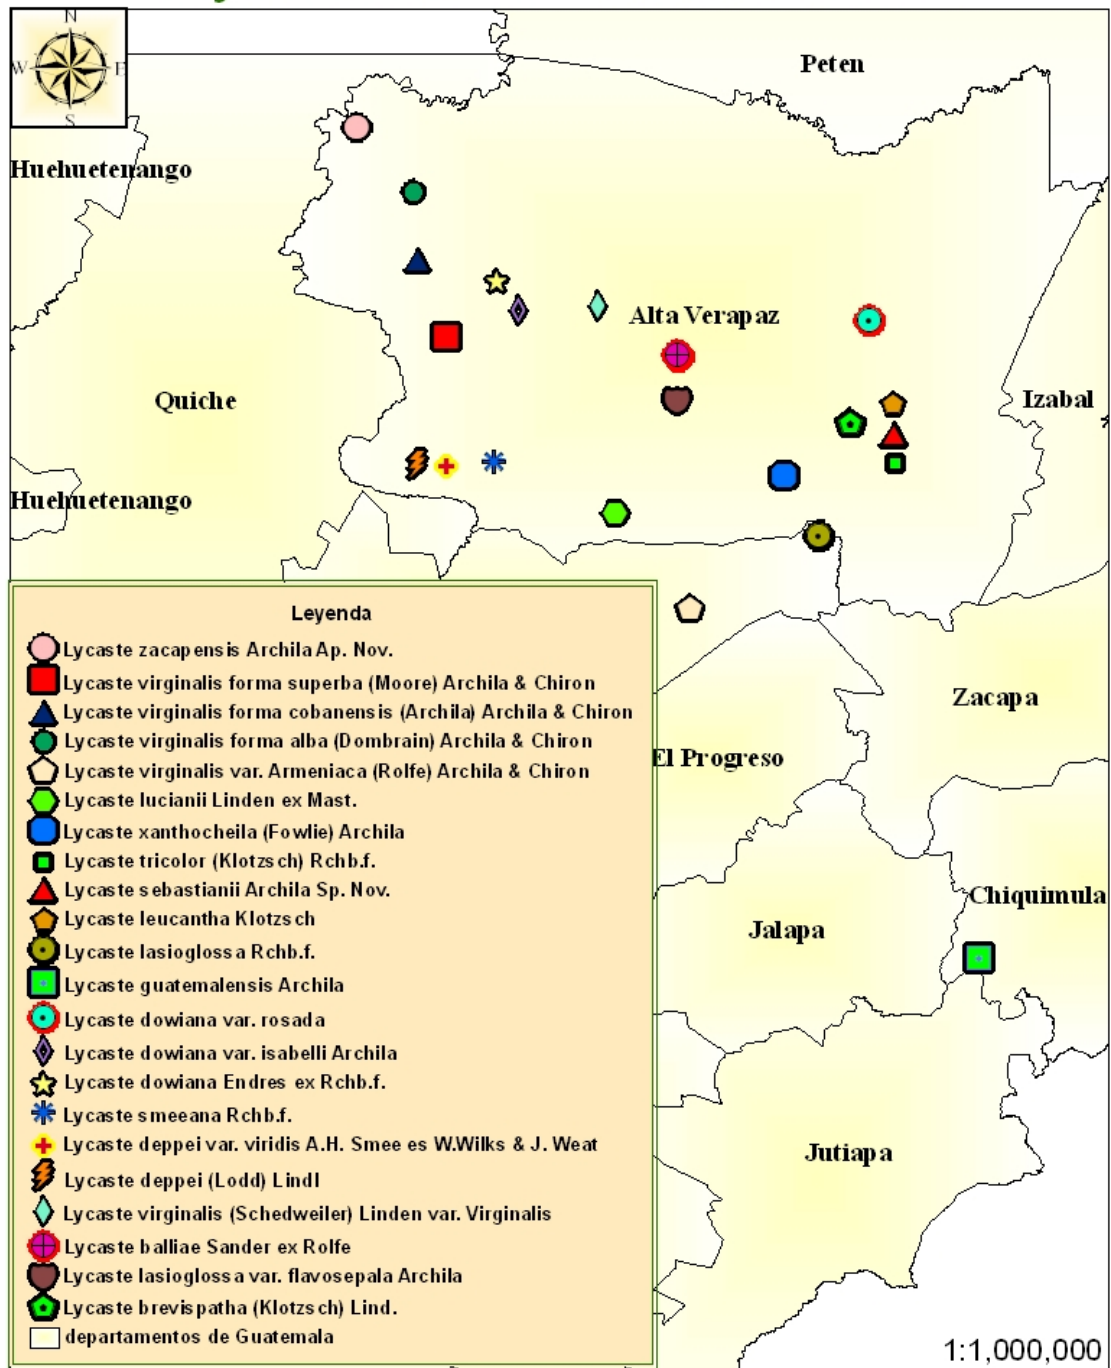 N
W E
S
Peten
Huehuetenango
Alta Verapaz
Quiche
Izabal
Huehuetenango
Zacapa
El Progreso
Chiquimula
Jalapa
Jutiapa
Leyenda
Lycaste zacapensis Archila Ap. Nov.
Lycaste virginalis forma superba (Moore) Archila & Chiron
Lycaste virginalis forma cobanensis (Archila) Archila & Chiron
Lycaste virginalis forma alba (Dombrain) Archila & Chiron
Lycaste virginalis var. Armeniaca (Rolfe) Archila & Chiron
Lycaste lucianii Linden ex Mast.
Lycaste xanthocheila (Fowlie) Archila
Lycaste tricolor (Klotzsch) Rchb.f.
Lycaste sebastianii Archila Sp. Nov.
Lycaste leucantha Klotzsch
Lycaste lasioglossa Rchb.f.
Lycaste guatemalensis Archila
Lycaste dowiana var. rosada
Lycaste dowiana var. isabelli Archila
Lycaste dowiana Endres ex Rchb.f.
Lycaste smeeana Rchb.f.
Lycaste deppei var. viridis A.H. Smee es W.Wilks & J. Weat
Lycaste deppei (Lodd) Lindl
Lycaste virginalis (Schedweiler) Linden var. Virginalis
Lycaste balliae Sander ex Rolfe
Lycaste lasioglossa var. flavosepala Archila
Lycaste brevispatha (Klotzsch) Lind.
departamentos de Guatemala
1:1,000,000